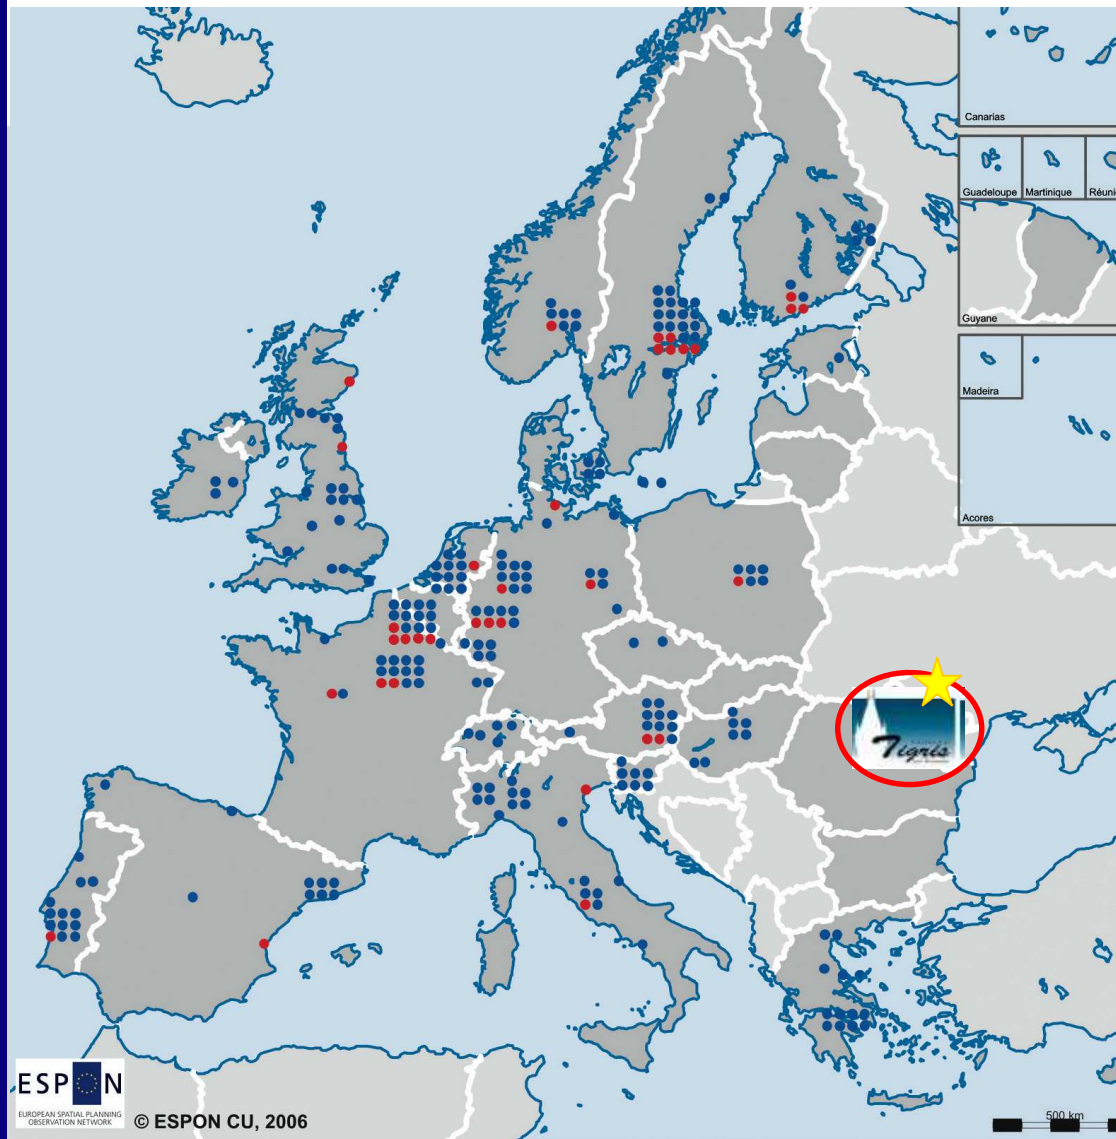 Canarias
Guadeloupe
Martinique
Guyane
Madeira
Acores
Tigris
ESPON
EUROPEAN SPATIAL PLANNING
OBSERVATION NETWORK
© ESPON CU, 2006
500 km